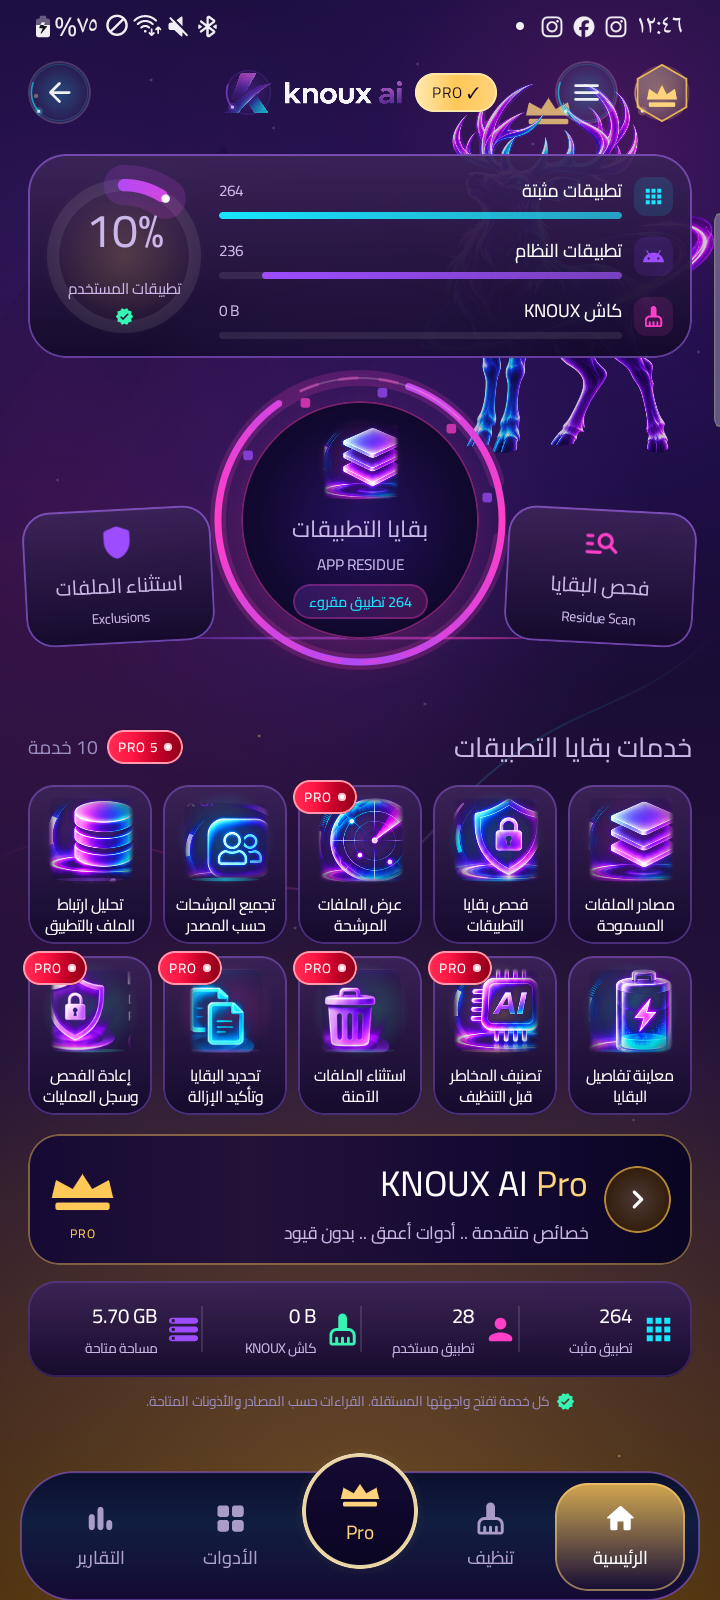 ١٢:٤٦
%٧٥
knoux ai
PRO ✓
تطبيقات مثبتة
264
تطبيقات النظام
236
كاش KNOUX
0 B
10%
تطبيقات المستخدم
بقايا التطبيقات
APP RESIDUE
264 تطبيق مقروء
فحص البقايا
Residue Scan
استثناء الملفات
Exclusions
خدمات بقايا التطبيقات
PRO 5
10 خدمة
مصادر الملفات
المسموحة
فحص بقايا
التطبيقات
PRO
عرض الملفات
المرشحة
تجميع المرشحات
حسب المصدر
تحليل ارتباط
الملف بالتطبيق
معاينة تفاصيل
البقايا
PRO
AI
تصنيف المخاطر
قبل التنظيف
PRO
استثناء الملفات
الآمنة
PRO
تحديد البقايا
وتأكيد الإزالة
PRO
إعادة الفحص
وسجل العمليات
KNOUX AI Pro
خصائص متقدمة .. أدوات أعمق .. بدون قيود
PRO
264
تطبيق مثبت
28
تطبيق مستخدم
0 B
كاش KNOUX
5.70 GB
مساحة متاحة
كل خدمة تفتح واجهتها المستقلة. القراءات حسب المصادر والأذونات المتاحة.
الرئيسية
تنظيف
Pro
الأدوات
التقارير